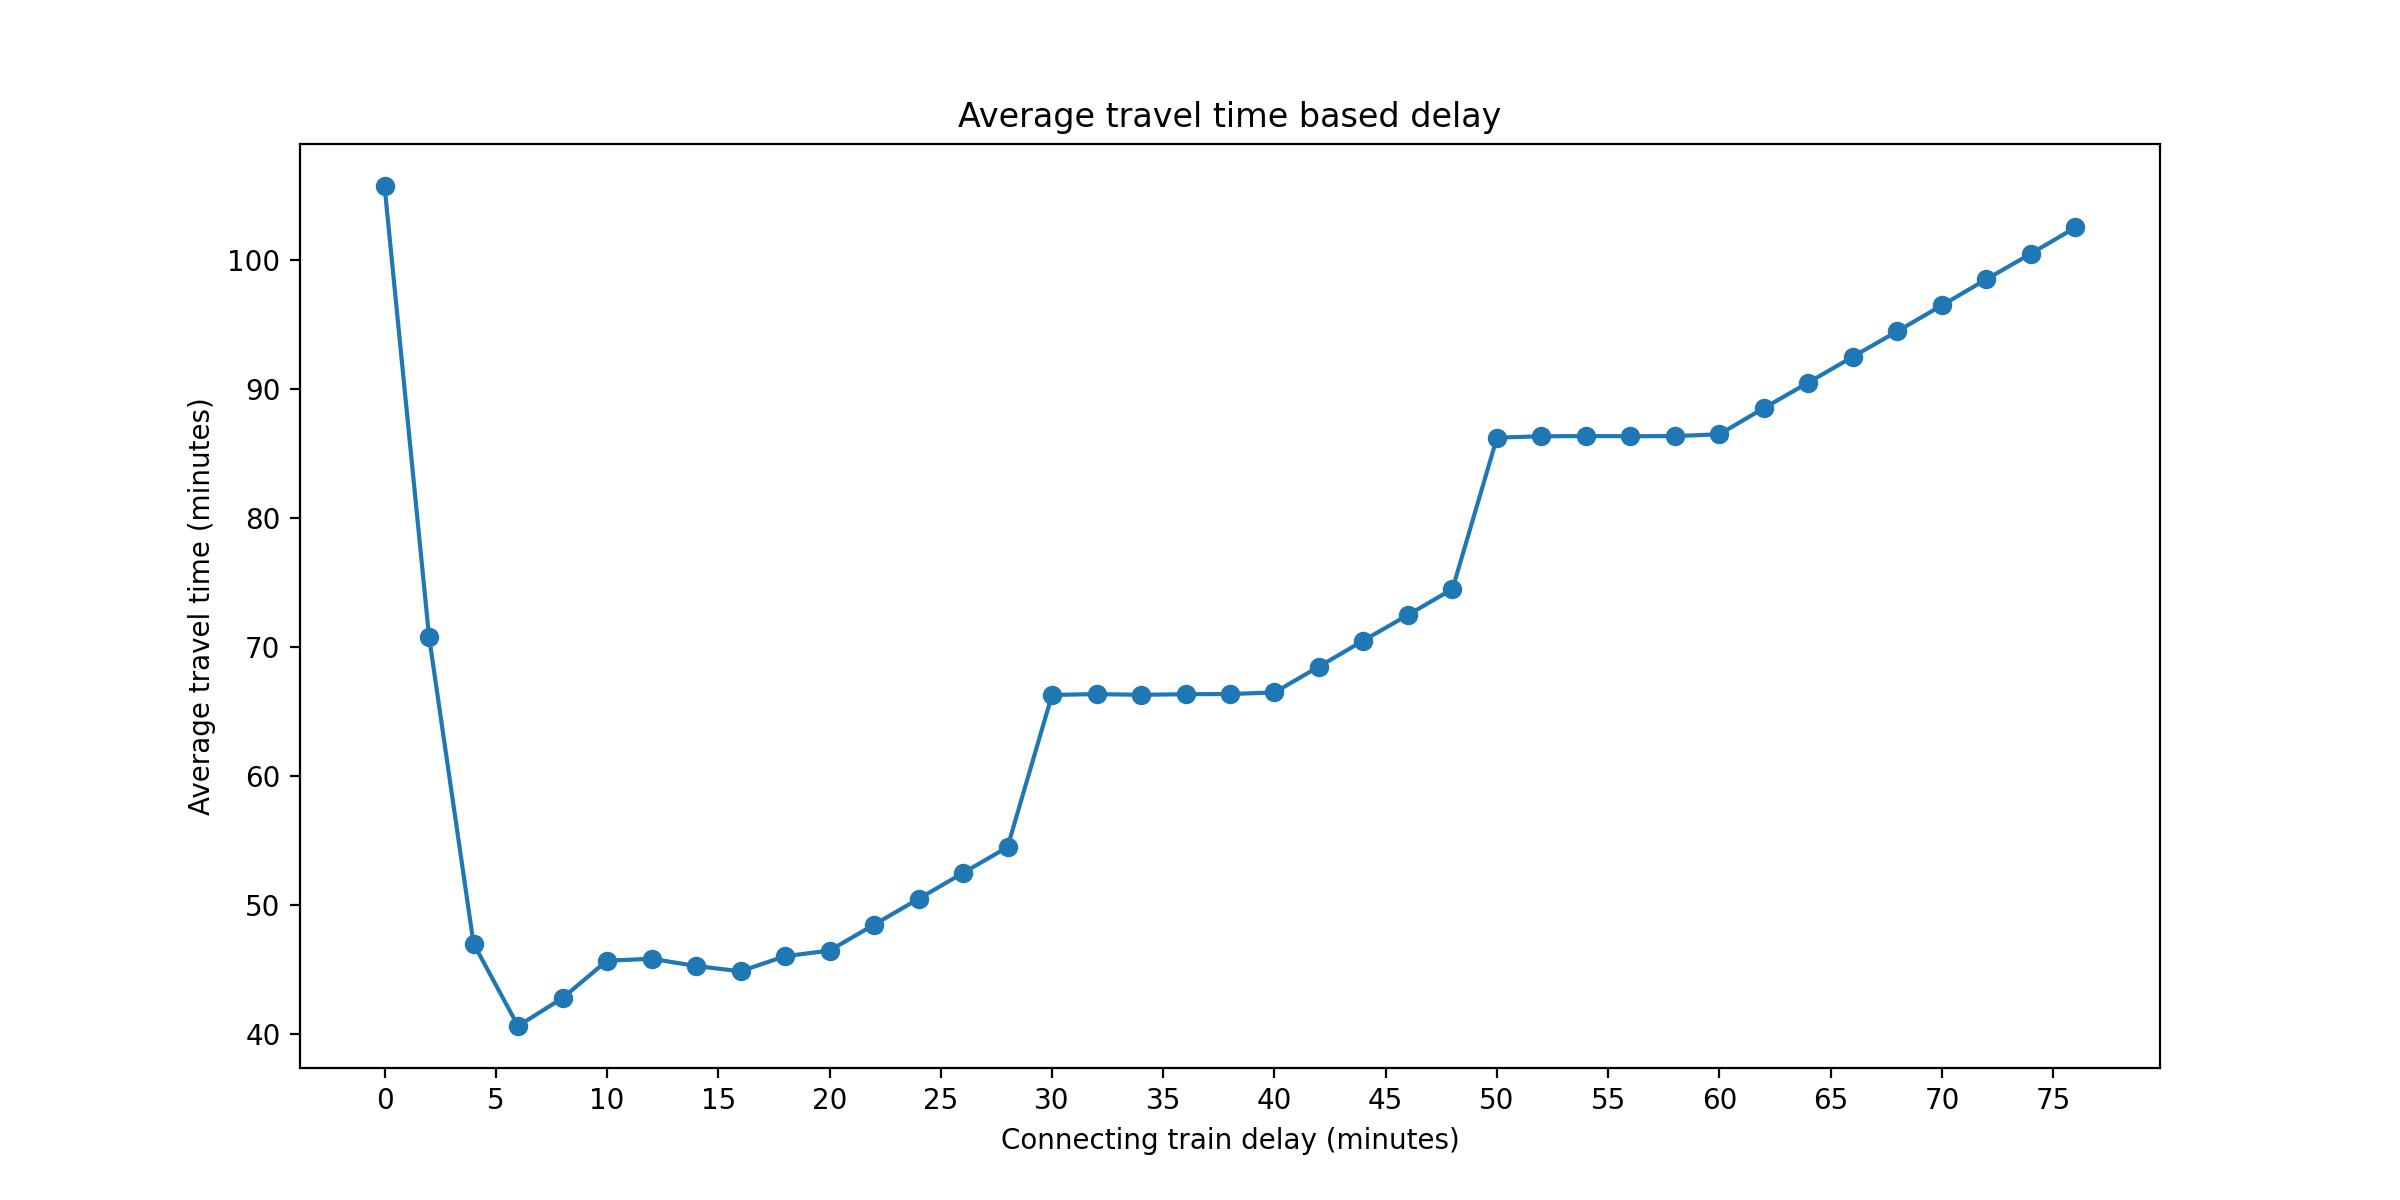 Average travel time based delay
Average travel time (minutes)
100
90
80
70
60
50
40
0 5 10 15 20 25 30 35 40 45 50 55 60 65 70 75
Connecting train delay (minutes)